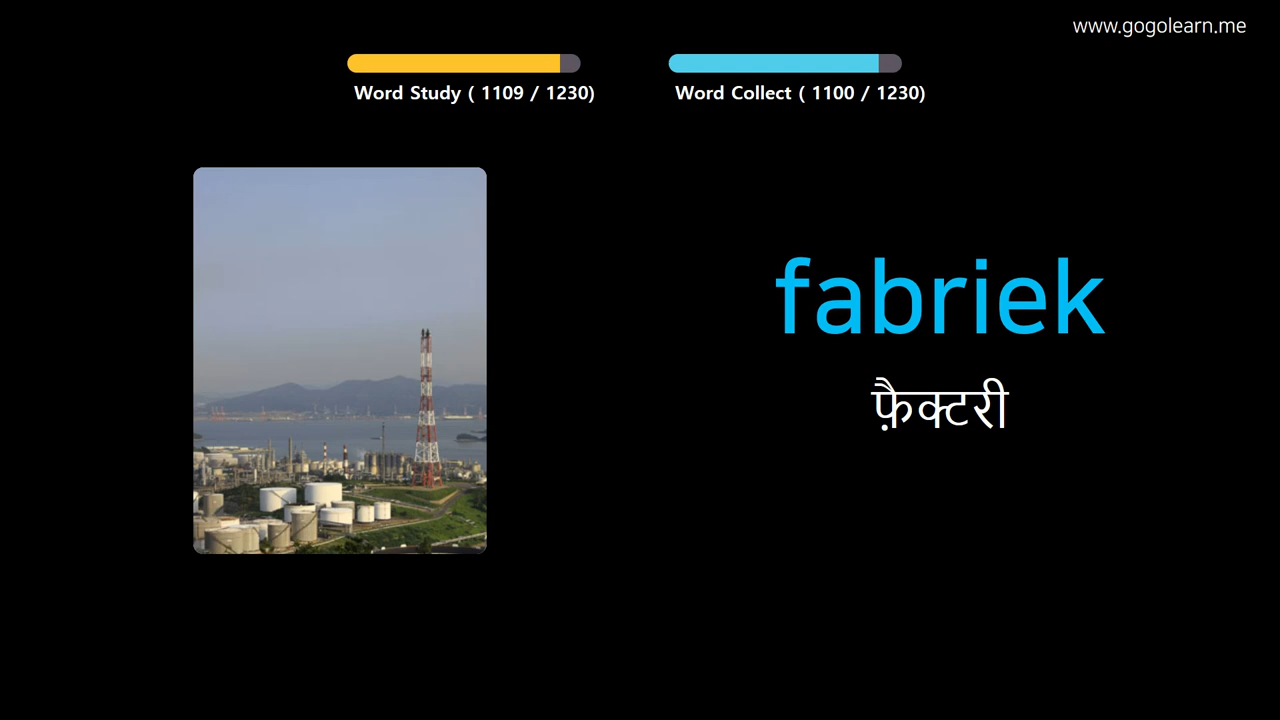 www.gogolearn.me
Word Study ( 1109 / 1230)
Word Collect ( 1100 / 1230)
fabriek
फ़ैक्टरी